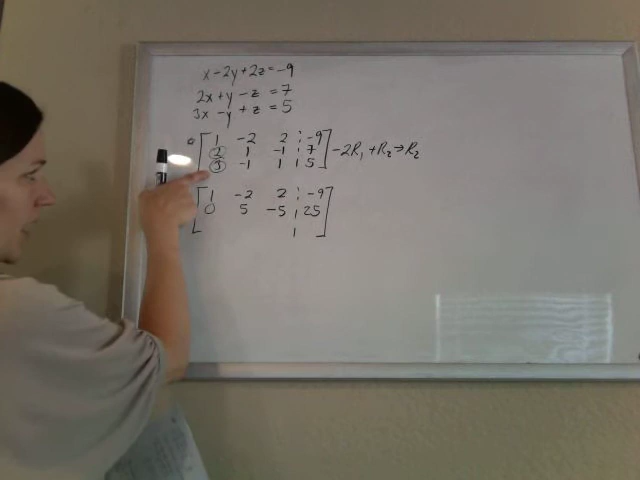 x-2y+2z=-9
2x+y-z=7
3x-y+z=5
1 -2 2 -9
2 1 -1 7 -2R₁+R₂→R₂
3 -1 1 5
1 -2 2 -9
0 5 -5 25